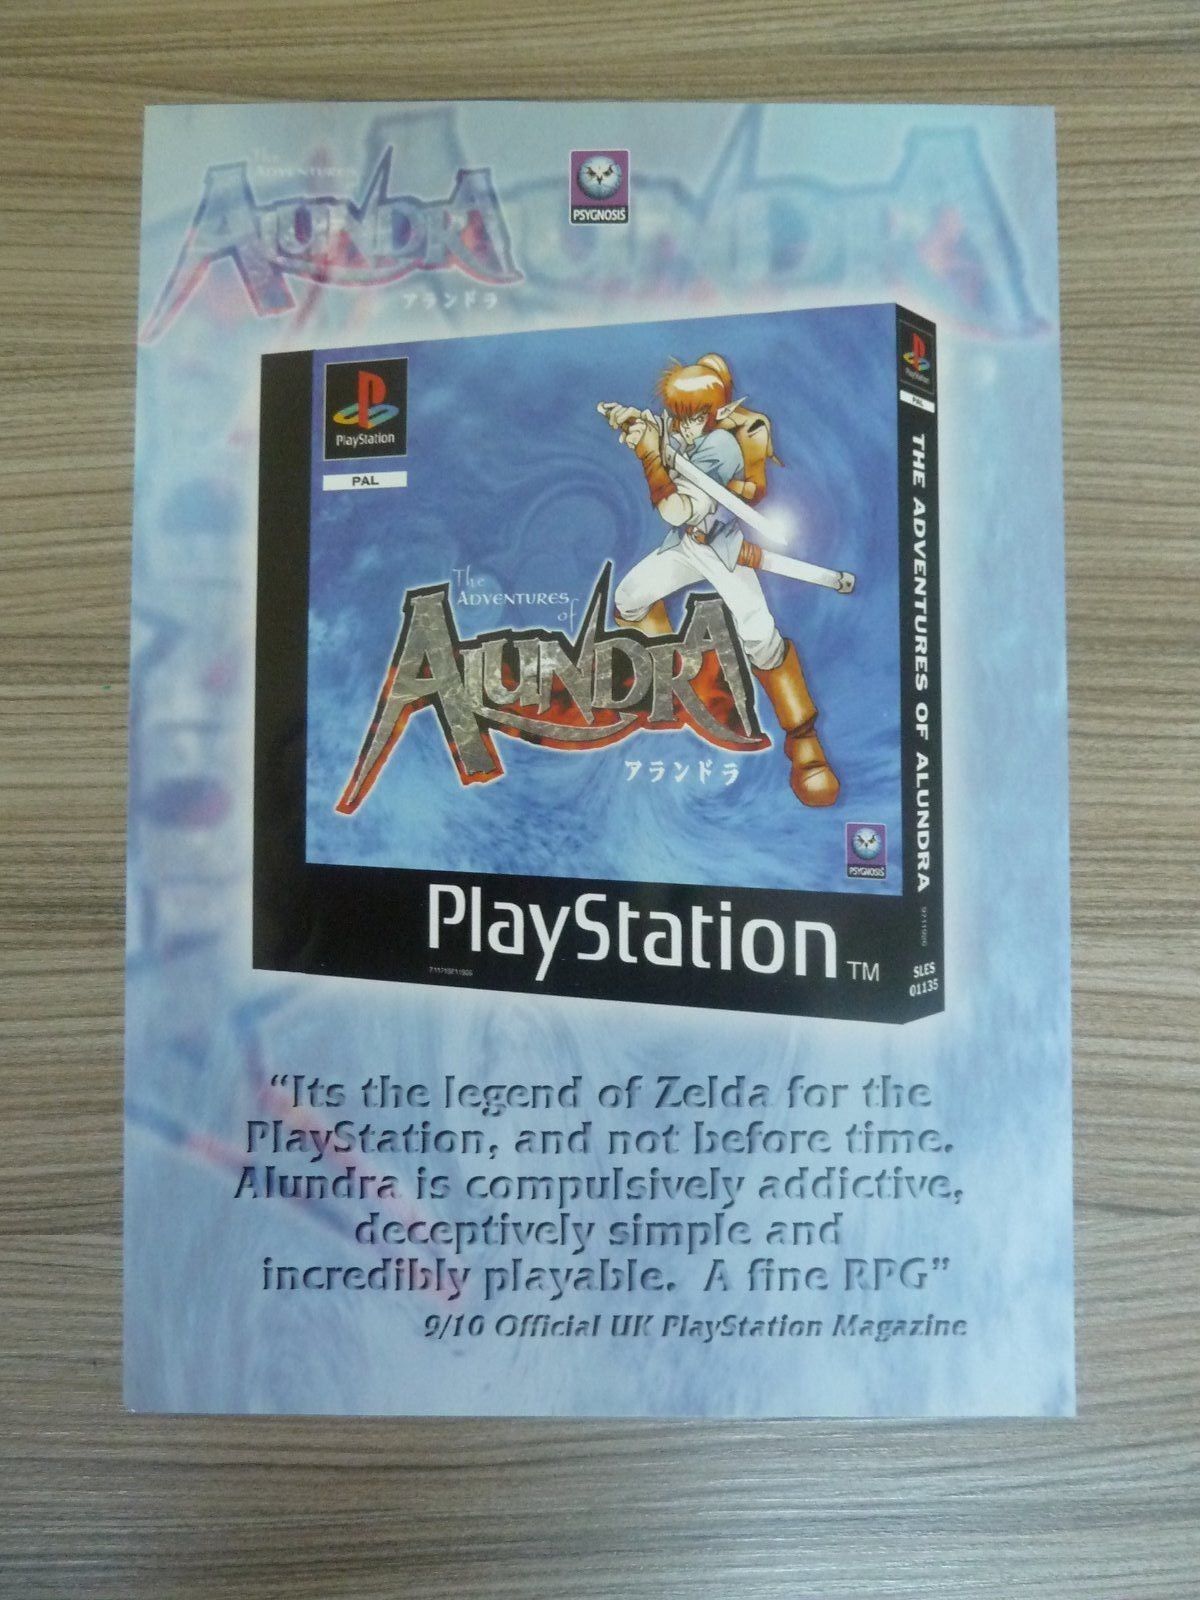 The
ADVENTURES
ALUNDRA
アランドラ
PSYGNOSIS
ALUNDRA
PlayStation
PAL
The
ADVENTURES
of
ALUNDRA
アランドラ
PSYGNOSIS
PlayStation TM
PlayStation
PAL
THE ADVENTURES OF ALUNDRA
SLES
01135
“Its the legend of Zelda for the
PlayStation, and not before time.
Alundra is compulsively addictive,
deceptively simple and
incredibly playable. A fine RPG”
9/10 Official UK PlayStation Magazine